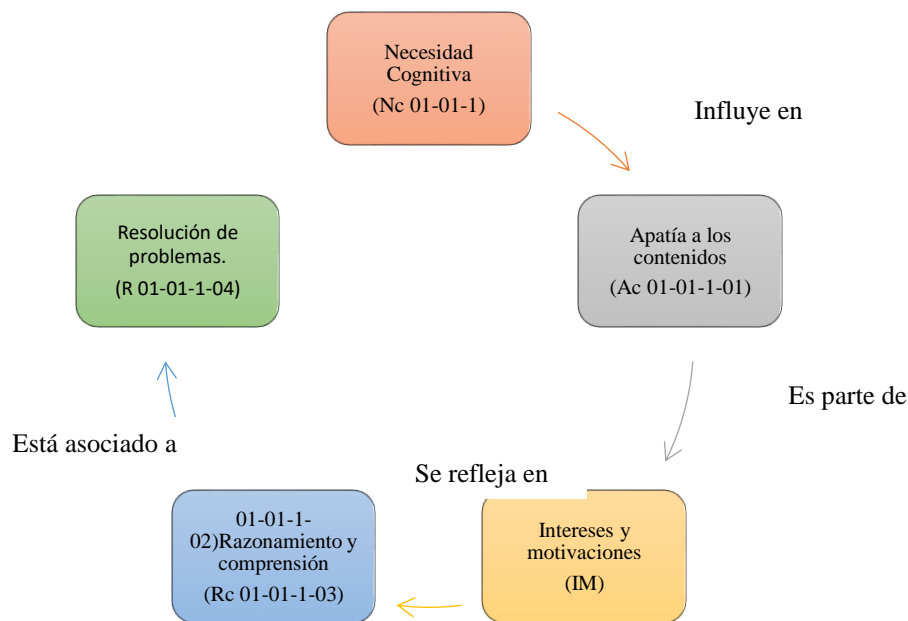 Necesidad
Cognitiva
(Nc 01-01-1)
Influye en
Apatía a los
contenidos
(Ac 01-01-1-01)
Es parte de
Intereses y
motivaciones
(IM)
Se refleja en
01-01-1-
02)Razonamiento y
comprensión
(Rc 01-01-1-03)
Está asociado a
Resolución de
problemas.
(R 01-01-1-04)